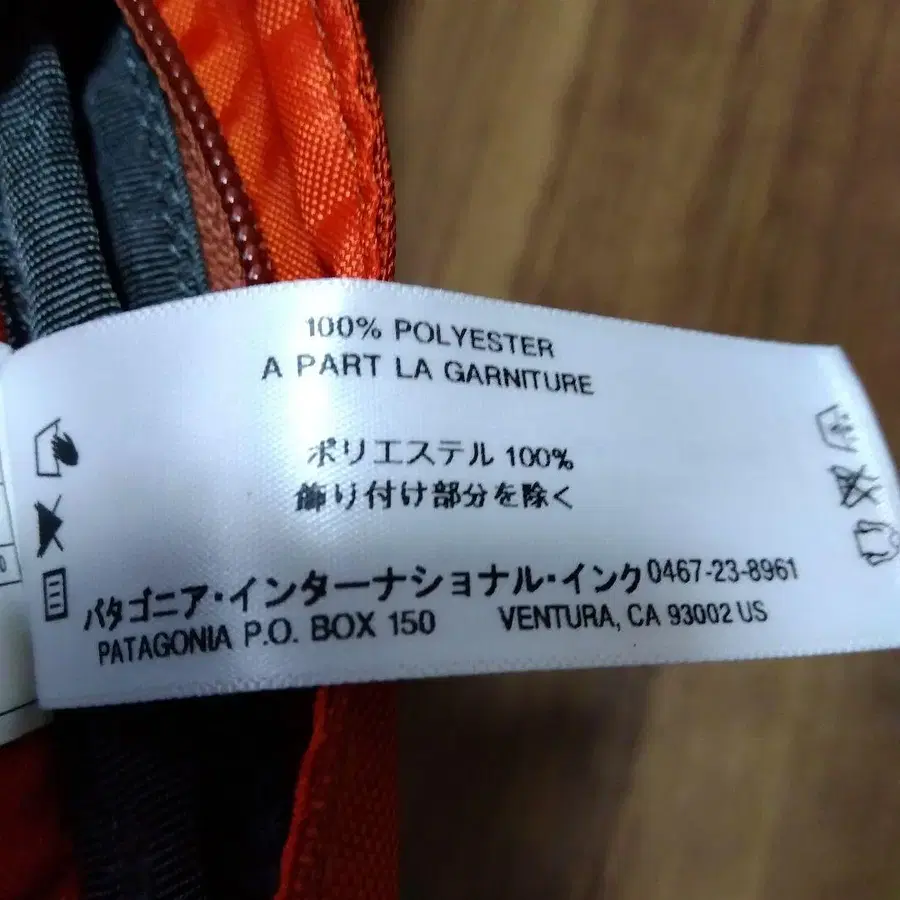 100% POLYESTER
A PART LA GARNITURE
ポリエステル 100%
飾り付け部分を除く
パタゴニア・インターナショナル・インク 0467-23-8961
PATAGONIA P.O. BOX 150 VENTURA, CA 93002 US